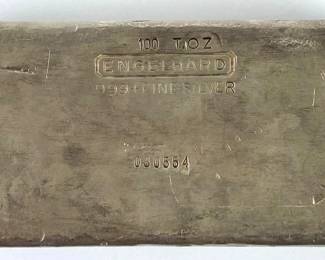 100 T.OZ
ENGELHARD
999+ FINE SILVER
030554